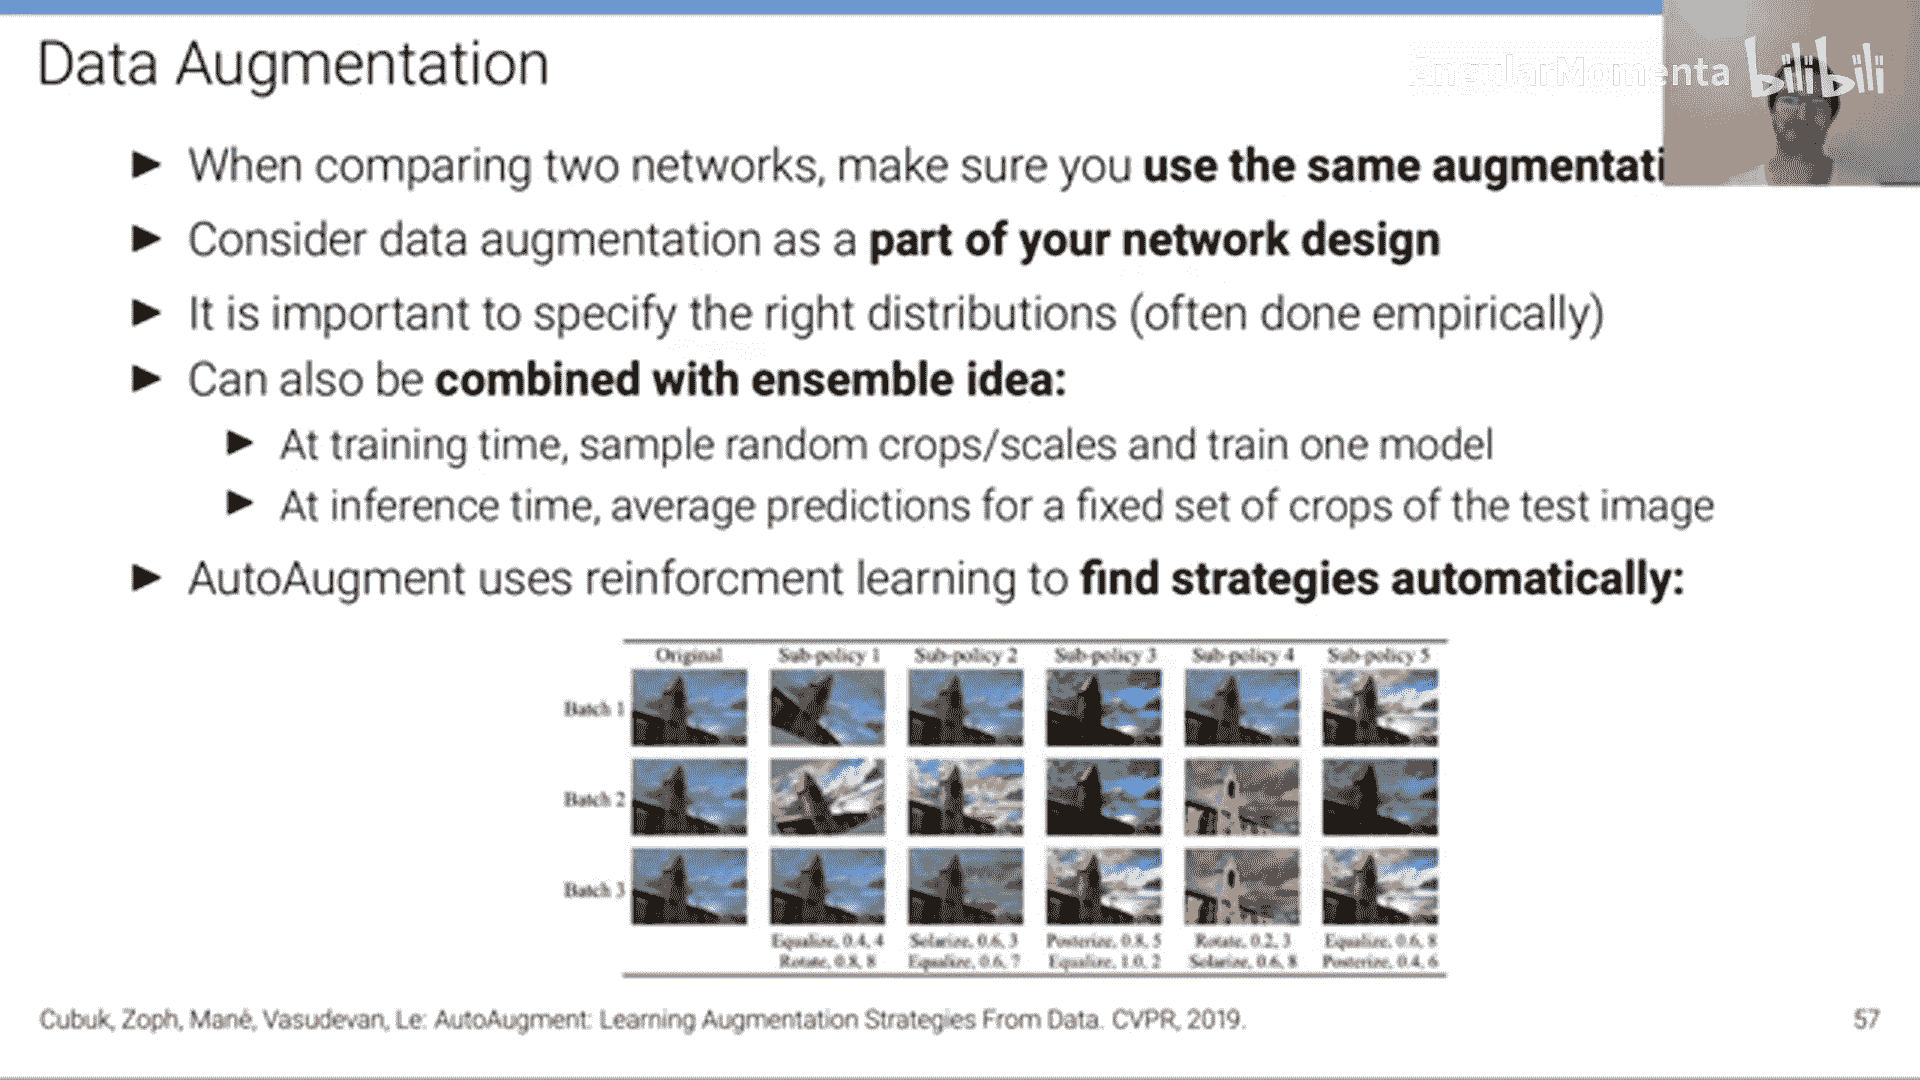 Data Augmentation
AngularMomenta bilibili
When comparing two networks, make sure you use the same augmentati
Consider data augmentation as a part of your network design
It is important to specify the right distributions (often done empirically)
Can also be combined with ensemble idea:
At training time, sample random crops/scales and train one model
At inference time, average predictions for a fixed set of crops of the test image
AutoAugment uses reinforcment learning to find strategies automatically:
Original Sub-policy 1 Sub-policy 2 Sub-policy 3 Sub-policy 4 Sub-policy 5
Batch 1
Batch 2
Batch 3
Equalize, 0.4, 4 Solarize, 0.6, 3 Posterize, 0.8, 5 Rotate, 0.2, 3 Equalize, 0.6, 8
Rotate, 0.8, 8 Equalize, 0.6, 7 Equalize, 1.0, 2 Solarize, 0.6, 8 Posterize, 0.4, 6
Cubuk, Zoph, Mané, Vasudevan, Le: AutoAugment: Learning Augmentation Strategies From Data. CVPR, 2019.
57